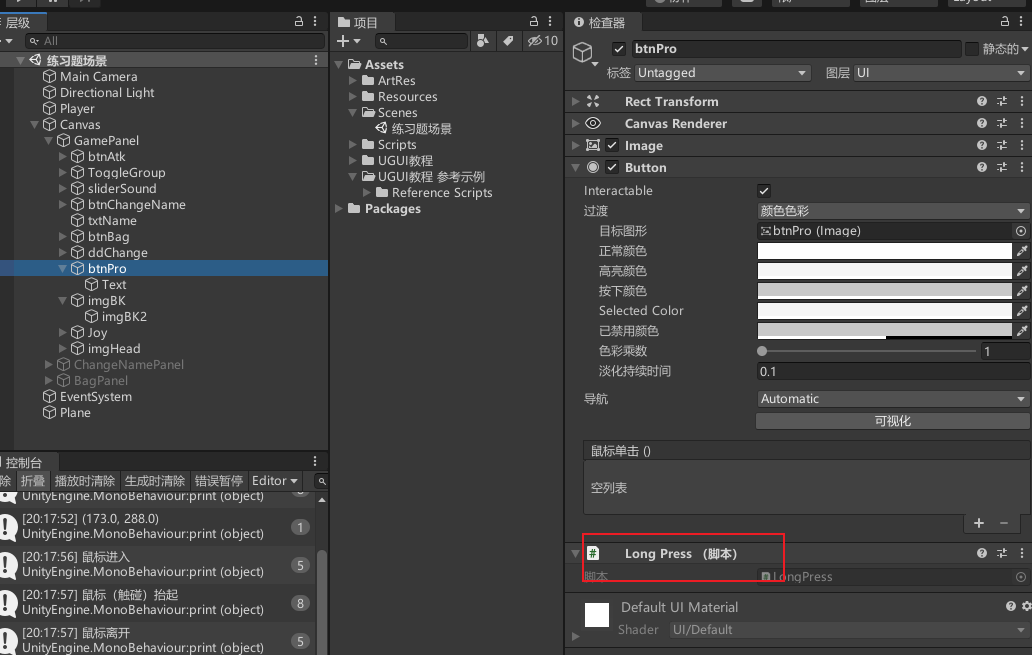 层级
All
练习题场景
Main Camera
Directional Light
Player
Canvas
GamePanel
btnAtk
ToggleGroup
sliderSound
btnChangeName
txtName
btnBag
ddChange
btnPro
Text
imgBK
imgBK2
Joy
imgHead
ChangeNamePanel
BagPanel
EventSystem
Plane
控制台
除 折叠 播放时清除 生成时清除 错误暂停 Editor
UnityEngine.MonoBehaviour:print (object)
[20:17:52] (173.0, 288.0)
UnityEngine.MonoBehaviour:print (object)
1
[20:17:56] 鼠标进入
UnityEngine.MonoBehaviour:print (object)
5
[20:17:57] 鼠标（触碰）抬起
UnityEngine.MonoBehaviour:print (object)
8
[20:17:57] 鼠标离开
UnityEngine.MonoBehaviour:print (object)
5
项目
10
Assets
ArtRes
Resources
Scenes
练习题场景
Scripts
UGUI教程
UGUI教程 参考示例
Reference Scripts
Packages
检查器
btnPro 静态的
标签 Untagged 图层 UI
Rect Transform
Canvas Renderer
Image
Button
Interactable
过渡 颜色色彩
目标图形 btnPro (Image)
正常颜色
高亮颜色
按下颜色
Selected Color
已禁用颜色
色彩乘数 1
淡化持续时间 0.1
导航 Automatic
可视化
鼠标单击 ()
空列表
Long Press （脚本）
脚本 LongPress
Default UI Material
Shader UI/Default